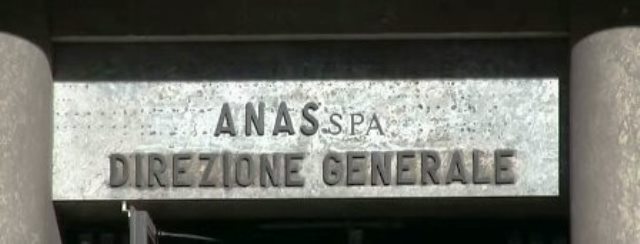 ANAS SPA
DIREZIONE GENERALE